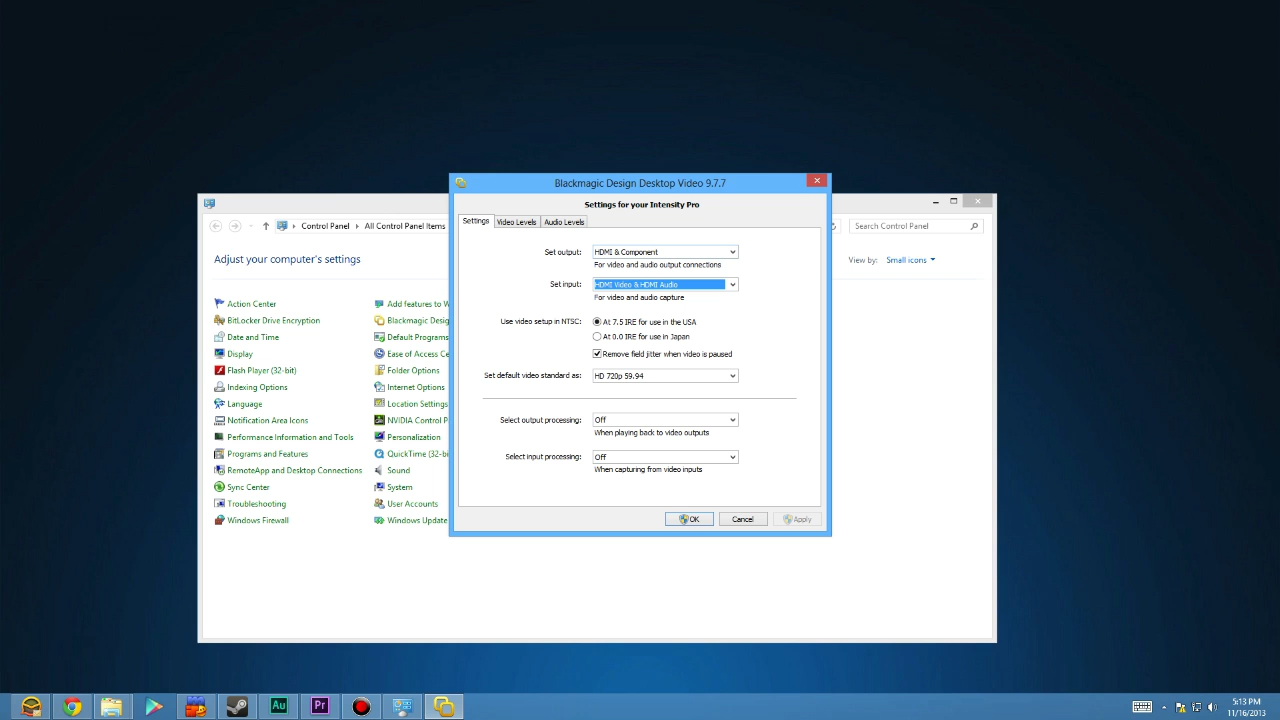 Blackmagic Design Desktop Video 9.7.7
Settings for your Intensity Pro
Settings
Video Levels
Audio Levels
Set output:
HDMI & Component
For video and audio output connections
Set input:
HDMI Video & HDMI Audio
For video and audio capture
Use video setup in NTSC:
At 7.5 IRE for use in the USA
At 0.0 IRE for use in Japan
Remove field jitter when video is paused
Set default video standard as:
HD 720p 59.94
Select output processing:
Off
When playing back to video outputs
Select input processing:
Off
When capturing from video inputs
OK
Cancel
Apply
Control Panel
All Control Panel Items
Search Control Panel
Adjust your computer's settings
View by:
Small icons
Action Center
BitLocker Drive Encryption
Date and Time
Display
Flash Player (32-bit)
Indexing Options
Language
Notification Area Icons
Performance Information and Tools
Programs and Features
RemoteApp and Desktop Connections
Sync Center
Troubleshooting
Windows Firewall
Add features to W
Blackmagic Desig
Default Programs
Ease of Access Ce
Folder Options
Internet Options
Location Settings
NVIDIA Control P
Personalization
QuickTime (32-bi
Sound
System
User Accounts
Windows Update
Au
Pr
5:13 PM
11/16/2013